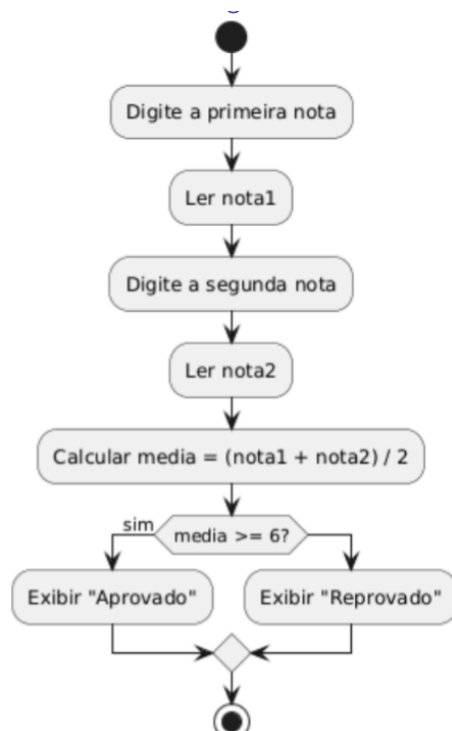 Digite a primeira nota
Ler nota1
Digite a segunda nota
Ler nota2
Calcular media = (nota1 + nota2) / 2
sim
media >= 6?
Exibir "Aprovado"
Exibir "Reprovado"